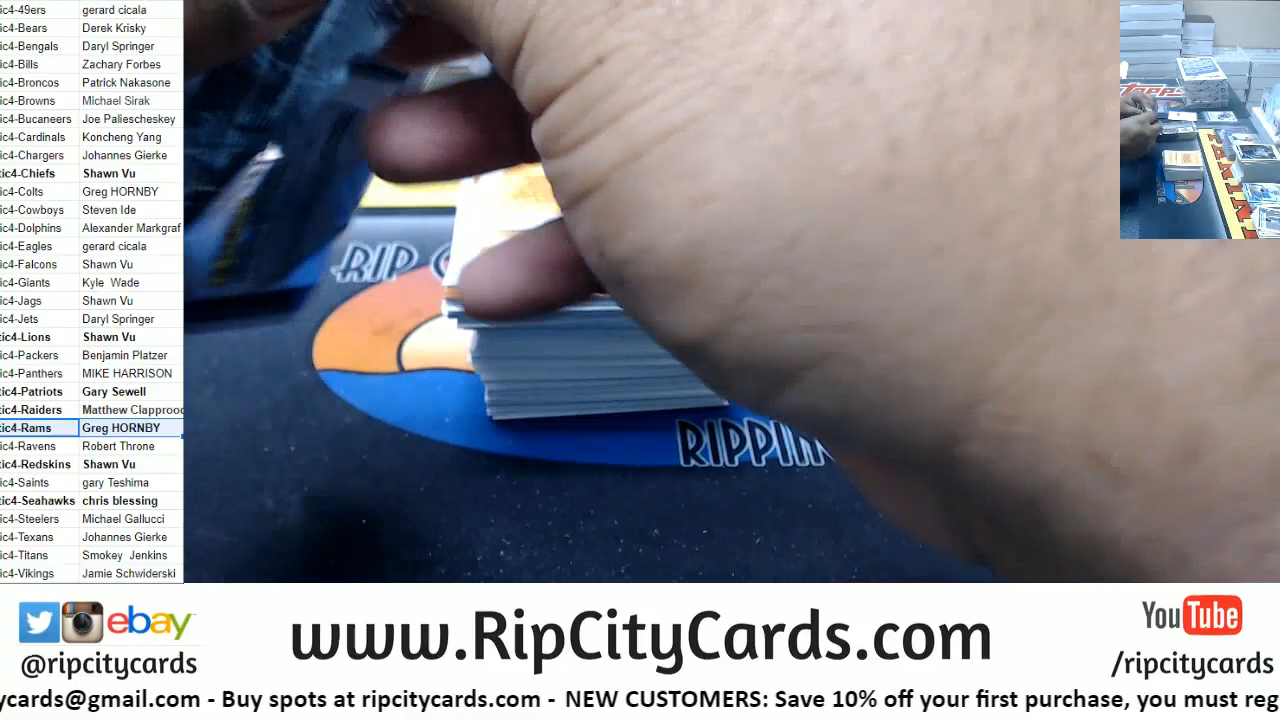 ic4-49ers gerard cicala
ic4-Bears Derek Krisky
ic4-Bengals Daryl Springer
ic4-Bills Zachary Forbes
ic4-Broncos Patrick Nakasone
ic4-Browns Michael Sirak
ic4-Bucaneers Joe Paliescheskey
ic4-Cardinals Koncheng Yang
ic4-Chargers Johannes Gierke
tic4-Chiefs Shawn Vu
ic4-Colts Greg HORNBY
ic4-Cowboys Steven Ide
ic4-Dolphins Alexander Markgraf
ic4-Eagles gerard cicala
ic4-Falcons Shawn Vu
ic4-Giants Kyle Wade
ic4-Jags Shawn Vu
ic4-Jets Daryl Springer
tic4-Lions Shawn Vu
ic4-Packers Benjamin Platzer
ic4-Panthers MIKE HARRISON
tic4-Patriots Gary Sewell
tic4-Raiders Matthew Clapprood
tic4-Rams Greg HORNBY
ic4-Ravens Robert Throne
tic4-Redskins Shawn Vu
ic4-Saints gary Teshima
tic4-Seahawks chris blessing
ic4-Steelers Michael Gallucci
ic4-Texans Johannes Gierke
ic4-Titans Smokey Jenkins
ic4-Vikings Jamie Schwiderski
RIP C
RIPPIN
TOPPS
PANINI
ebay
@ripcitycards
www.RipCityCards.com
YouTube
/ripcitycards
ycards@gmail.com - Buy spots at ripcitycards.com - NEW CUSTOMERS: Save 10% off your first purchase, you must reg